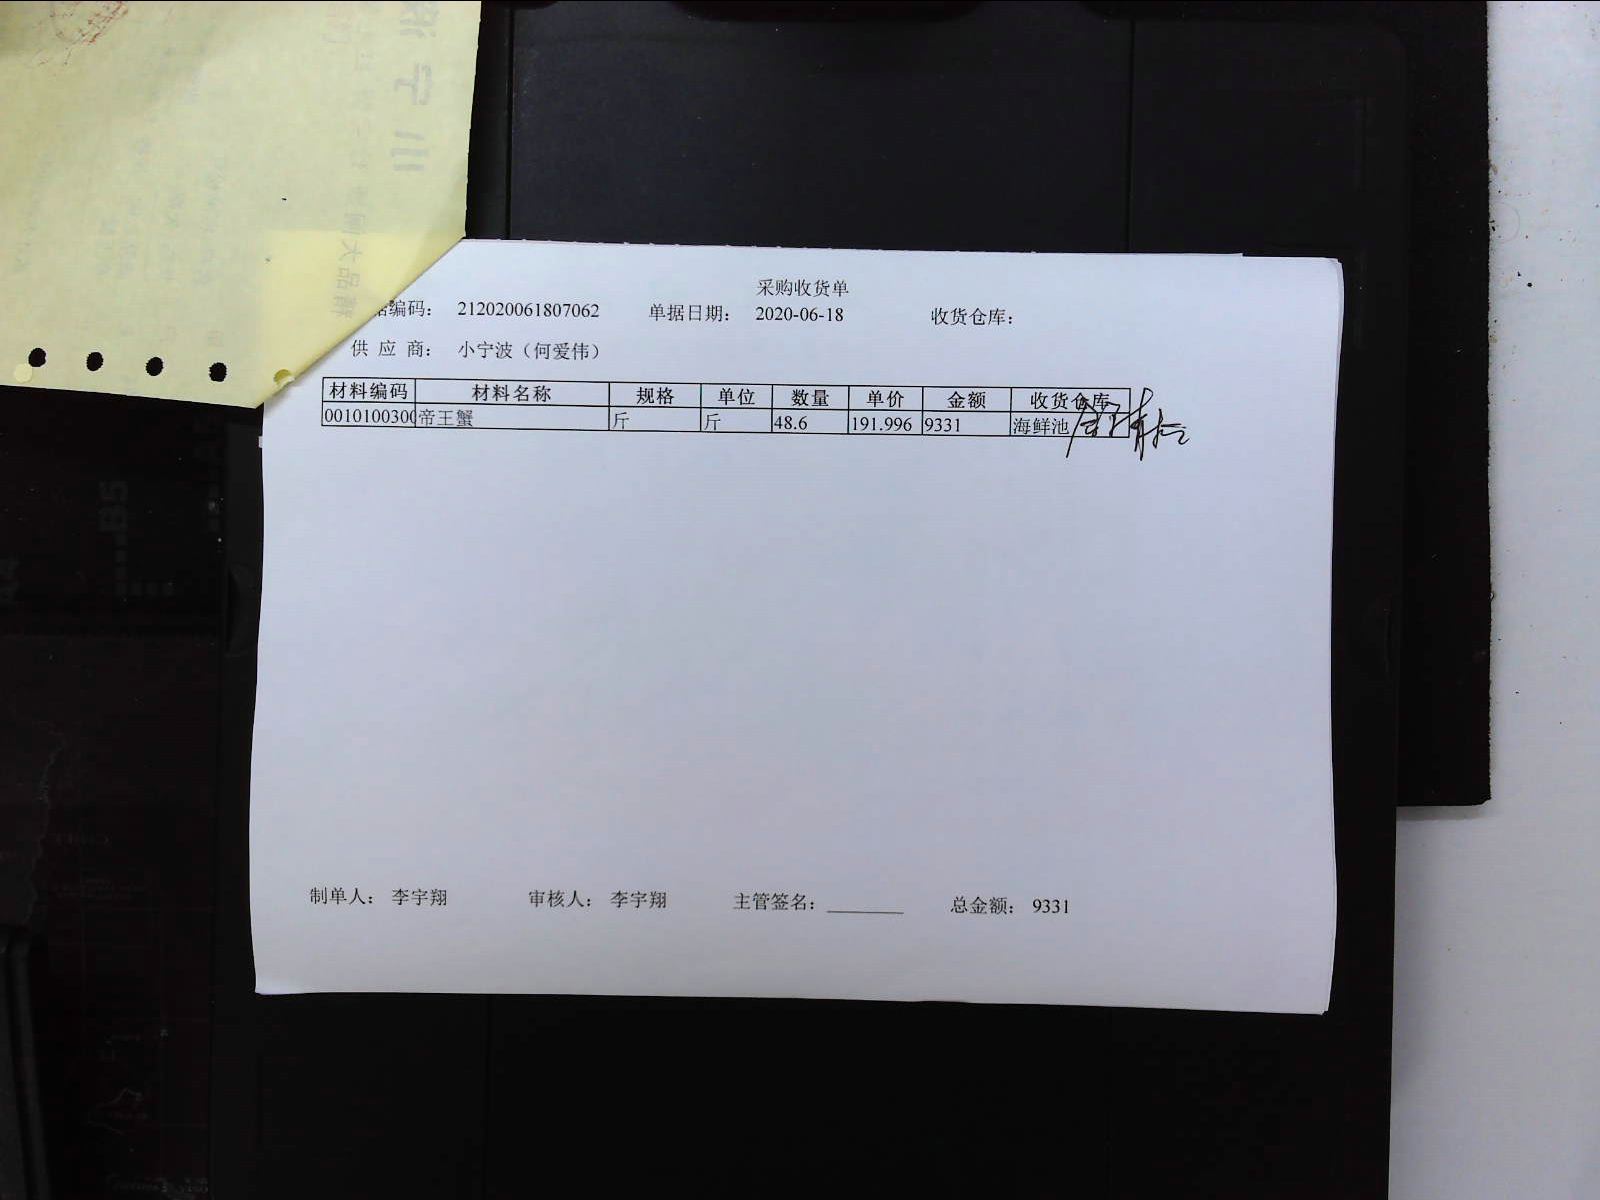 采购收货单
编码： 212020061807062 单据日期： 2020-06-18 收货仓库：
供 应 商： 小宁波（何爱伟）
材料编码 材料名称 规格 单位 数量 单价 金额 收货仓库
0010100300 帝王蟹 斤 斤 48.6 191.996 9331 海鲜池
制单人： 李宇翔 审核人： 李宇翔 主管签名： 总金额： 9331